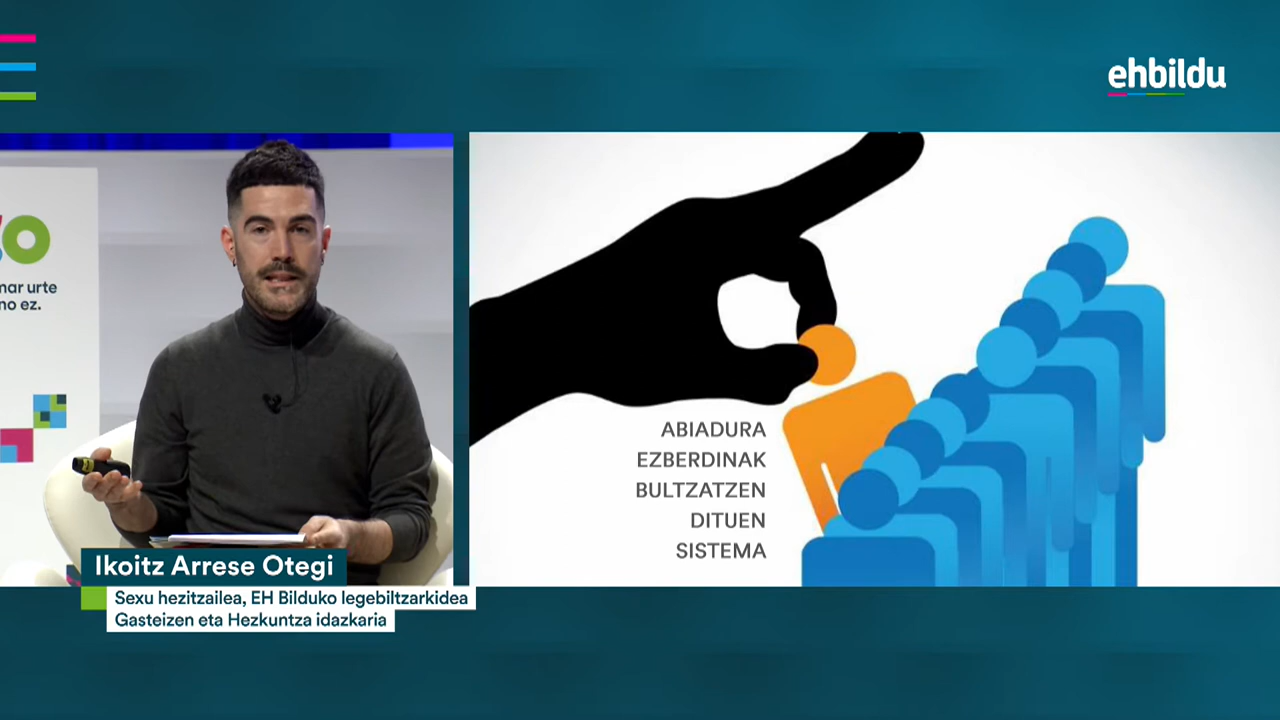 ehbildu
mar urte
no ez.
ABIADURA
EZBERDINAK
BULTZATZEN
DITUEN
SISTEMA
Ikoitz Arrese Otegi
Sexu hezitzailea, EH Bilduko legebiltzarkidea
Gasteizen eta Hezkuntza idazkaria